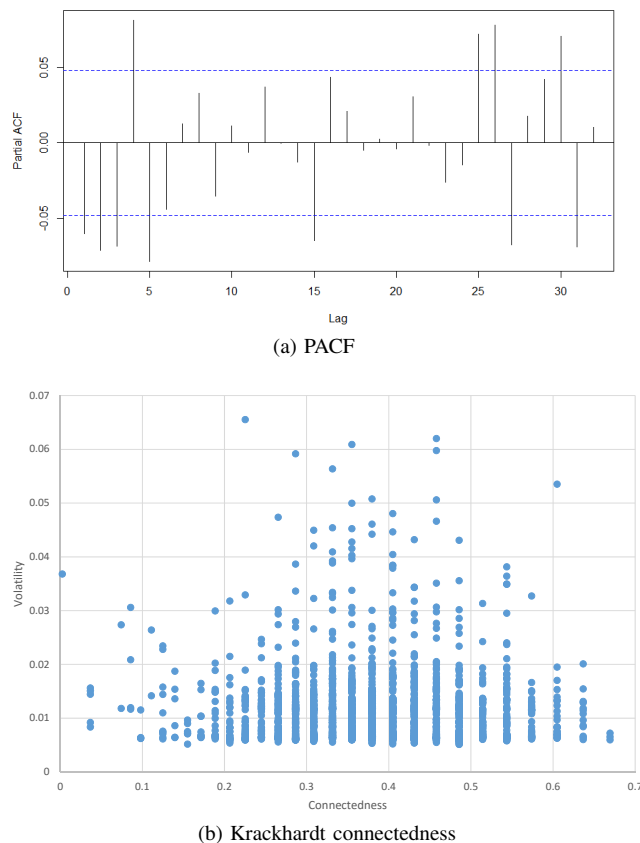 Partial ACF
0.05
0.00
-0.05
0 5 10 15 20 25 30
Lag
(a) PACF
Volatility
0.07
0.06
0.05
0.04
0.03
0.02
0.01
0
0 0.1 0.2 0.3 0.4 0.5 0.6 0.7
Connectedness
(b) Krackhardt connectedness